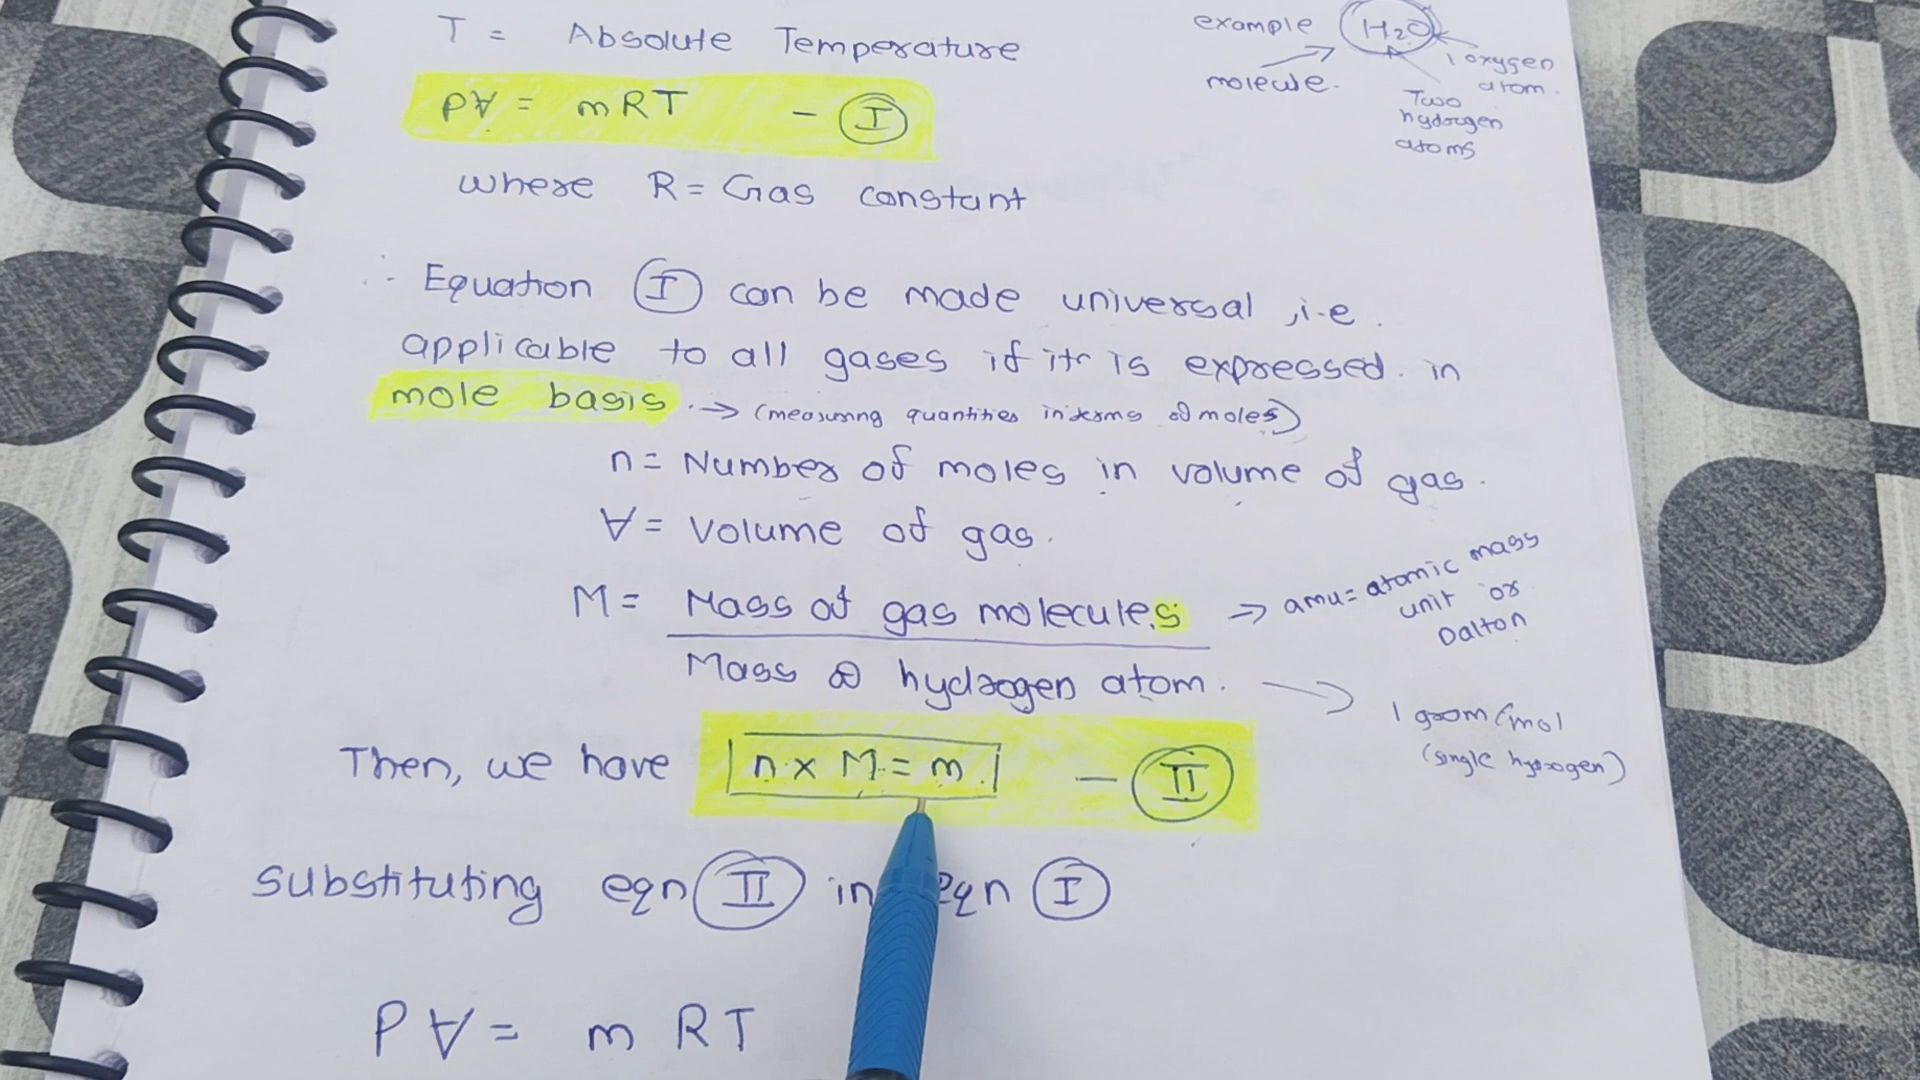 T = Absolute Temperature
example H₂O
molecule.
1 oxygen
atom.
Two
hydrogen
atoms
P∀ = mRT - Ⓘ
where R = Gas constant
Equation Ⓘ can be made universal, i.e.
applicable to all gases if it is expressed in
mole basis. → (measuring quantities in terms of moles)
n = Number of moles in volume of gas.
∀ = Volume of gas.
M = Mass of gas molecules → amu = atomic mass
unit or
Dalton
Mass of hydrogen atom. → 1 gram/mol
(single hydrogen)
Then, we have n × M = m - ⓘⓘ
substituting eqn II in eqn I
P∀ = m R T